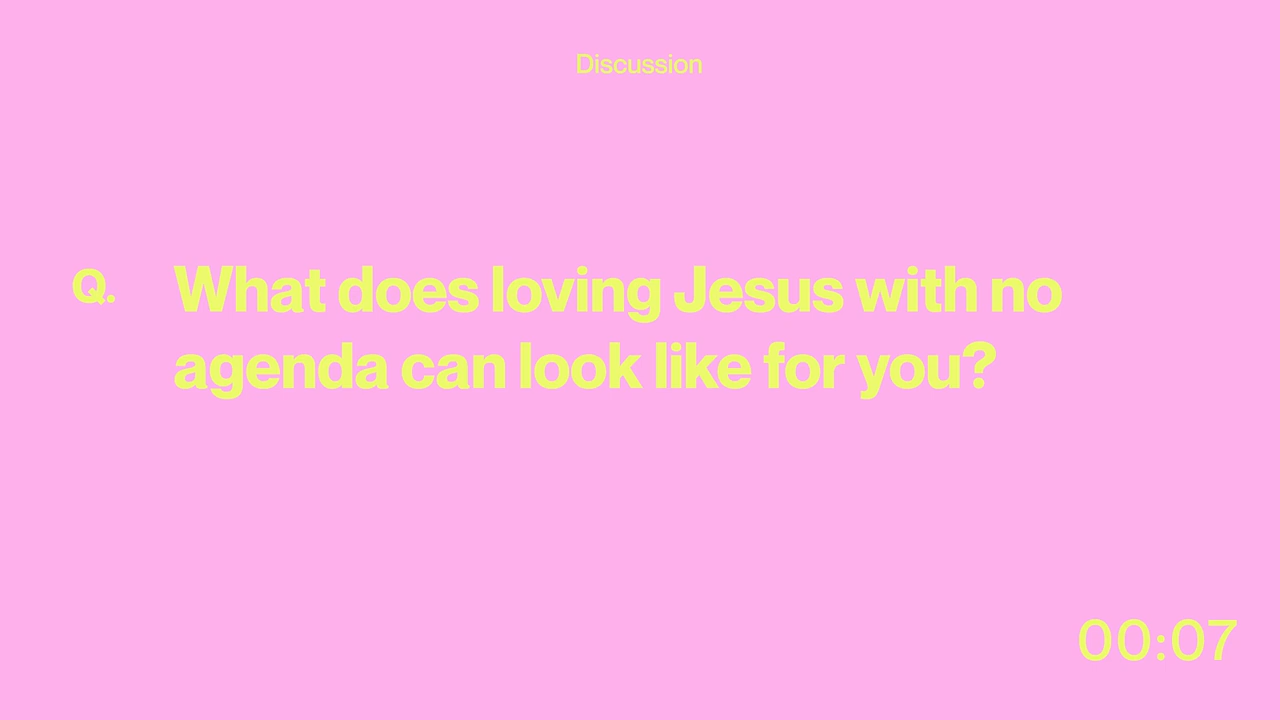 Discussion
Q. What does loving Jesus with no
agenda can look like for you?
00:07